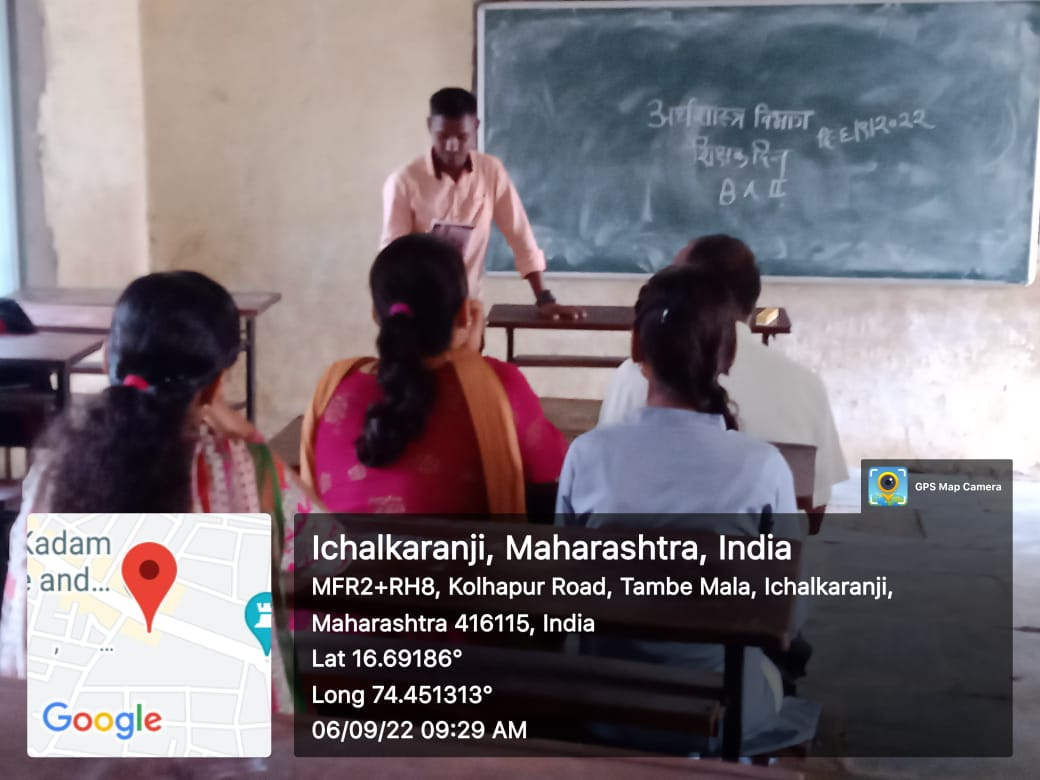 अर्थशास्त्र विभाग
दि. ६/९/२०२२
शिक्षक दिन
B A II
GPS Map Camera
Kadam
e and...
Ichalkaranji, Maharashtra, India
MFR2+RH8, Kolhapur Road, Tambe Mala, Ichalkaranji,
Maharashtra 416115, India
Lat 16.69186°
Long 74.451313°
06/09/22 09:29 AM
Google